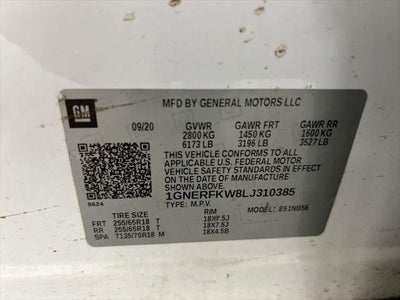 GM
MFD BY GENERAL MOTORS LLC
09/20 GVWR GAWR FRT GAWR RR
2800 KG 1450 KG 1600 KG
6173 LB 3196 LB 3527 LB
THIS VEHICLE CONFORMS TO ALL
APPLICABLE U.S. FEDERAL MOTOR
VEHICLE SAFETY STANDARDS IN
EFFECT ON THE DATE OF
MANUFACTURE SHOWN ABOVE.
1GNERFKW8LJ310385
TYPE: M.P.V. MODEL: 851NB56
8624
TIRE SIZE RIM
FRT 255/65R18 T 18X7.5J
RR 255/65R18 T 18X7.5J
SPA T135/70R18 M 18X4.5B